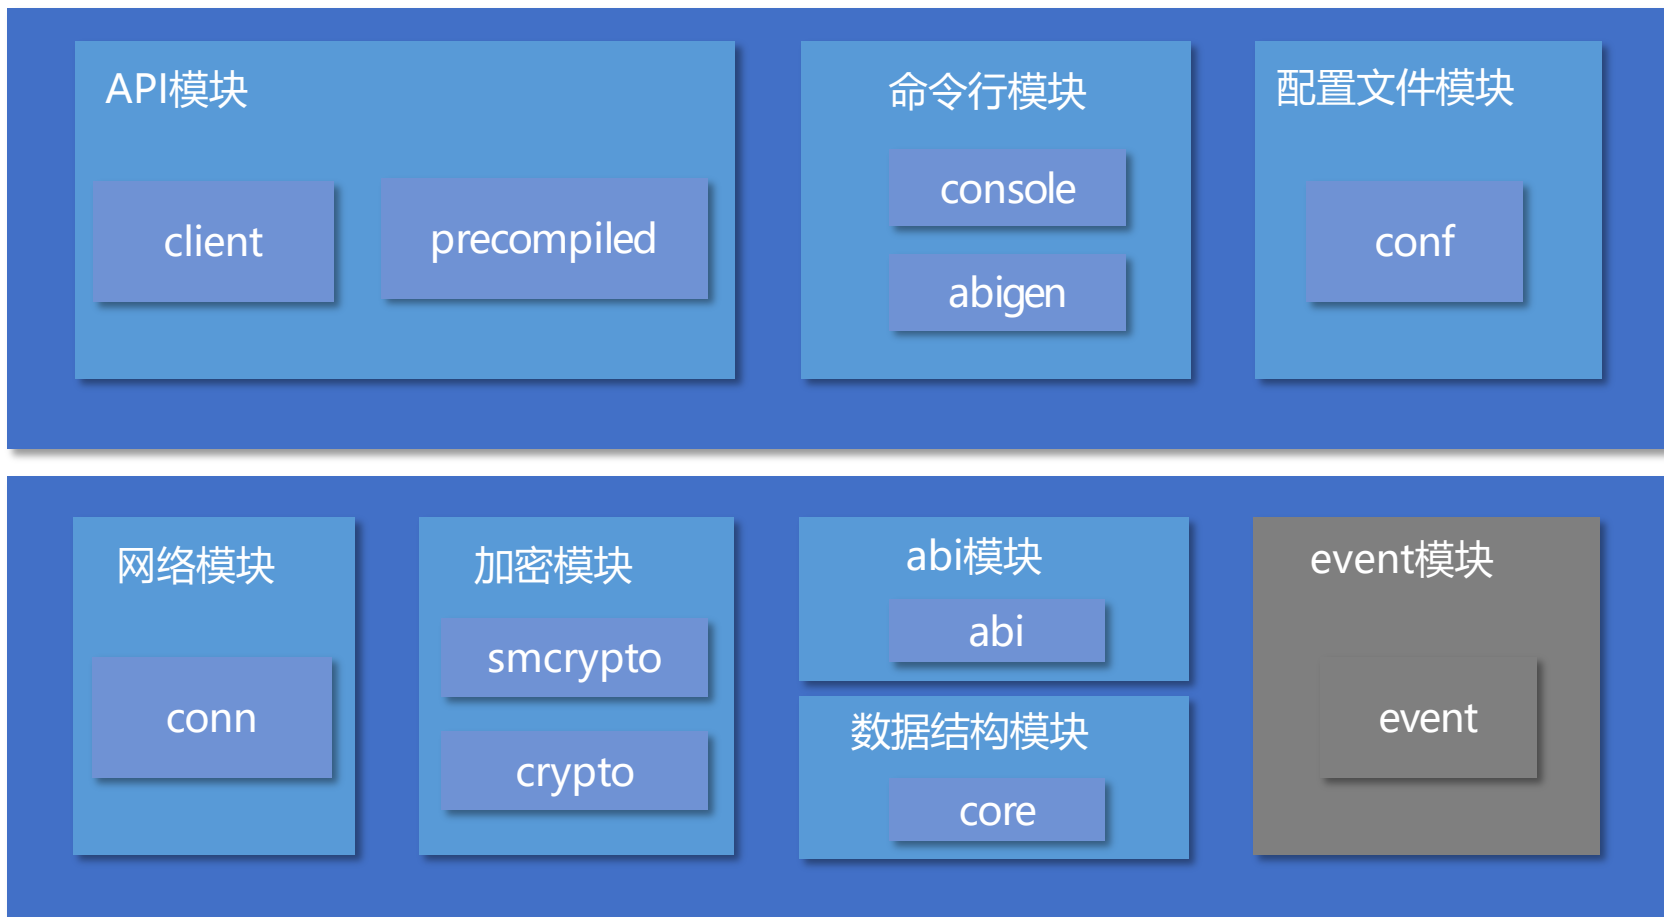 API模块
client
precompiled
命令行模块
console
abigen
配置文件模块
conf
网络模块
conn
加密模块
smcrypto
crypto
abi模块
abi
数据结构模块
core
event模块
event